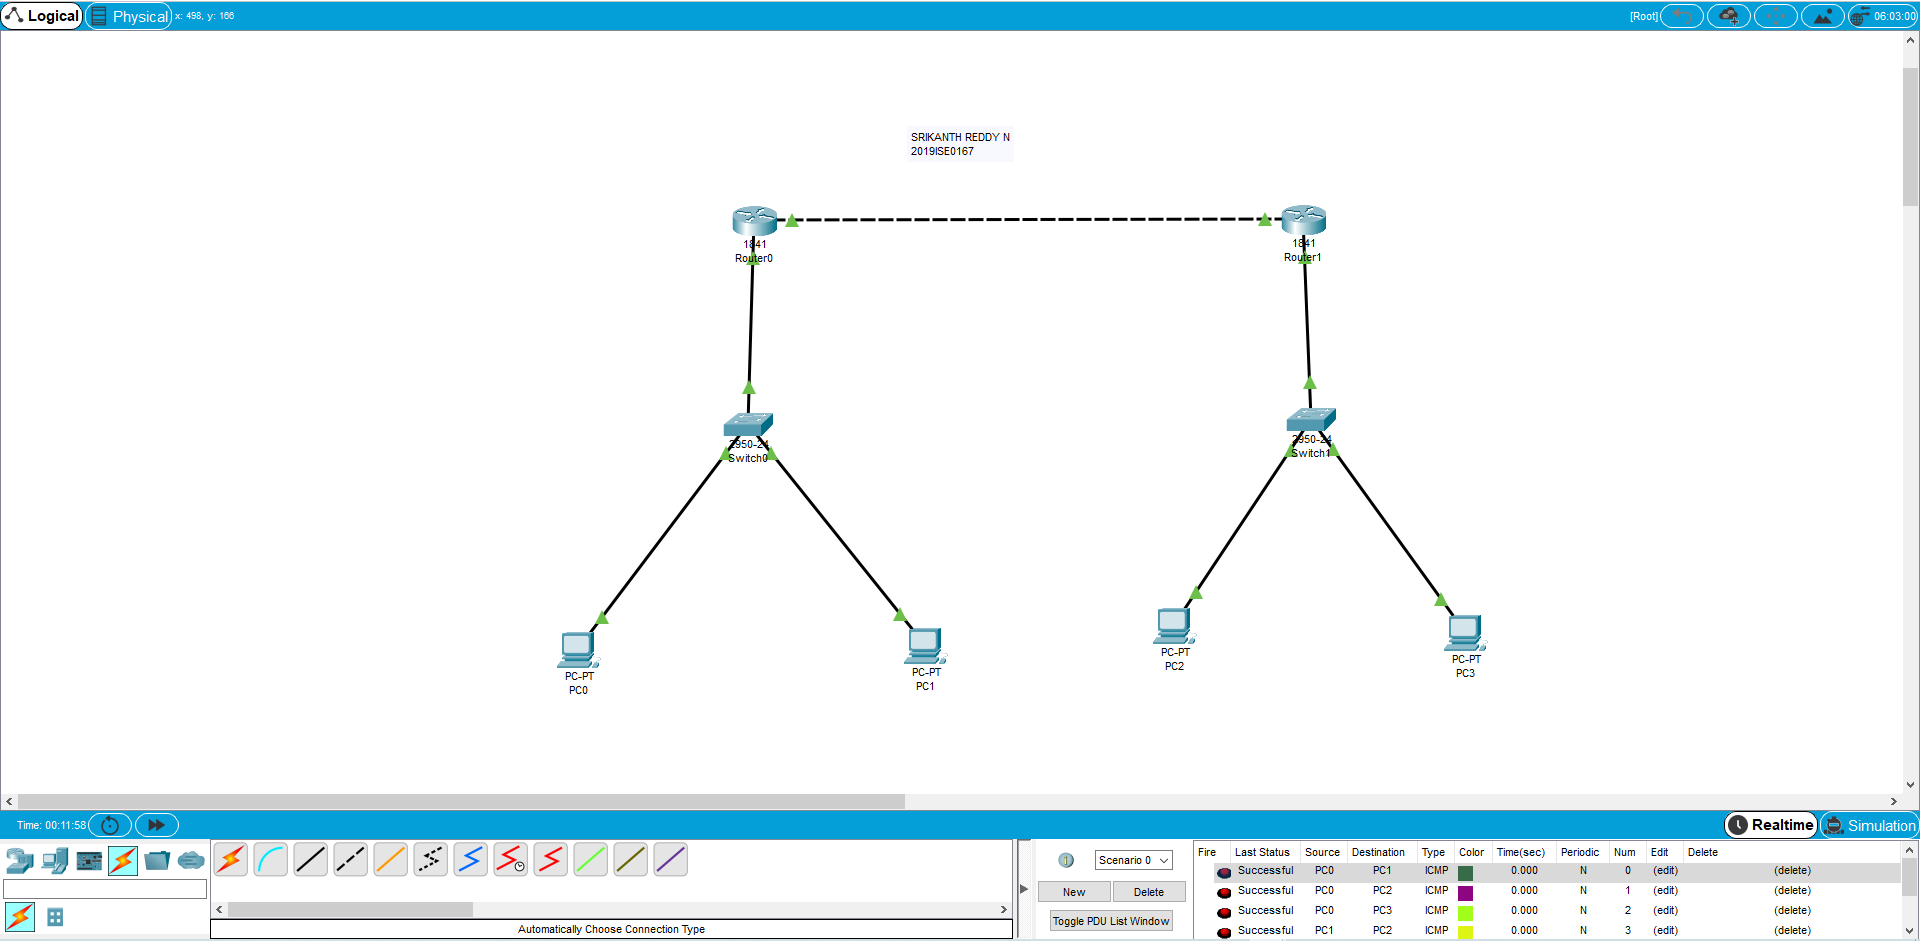 Logical Physical x: 498, y: 166 [Root] 06:03:00
SRIKANTH REDDY N
2019ISE0167
1841
Router0
1841
Router1
2950-24
Switch0
2950-24
Switch1
PC-PT
PC0
PC-PT
PC1
PC-PT
PC2
PC-PT
PC3
Time: 00:11:58 Realtime Simulation
Scenario 0
New Delete
Toggle PDU List Window
Automatically Choose Connection Type
Fire Last Status Source Destination Type Color Time(sec) Periodic Num Edit Delete
Successful PC0 PC1 ICMP 0.000 N 0 (edit) (delete)
Successful PC0 PC2 ICMP 0.000 N 1 (edit) (delete)
Successful PC0 PC3 ICMP 0.000 N 2 (edit) (delete)
Successful PC1 PC2 ICMP 0.000 N 3 (edit) (delete)